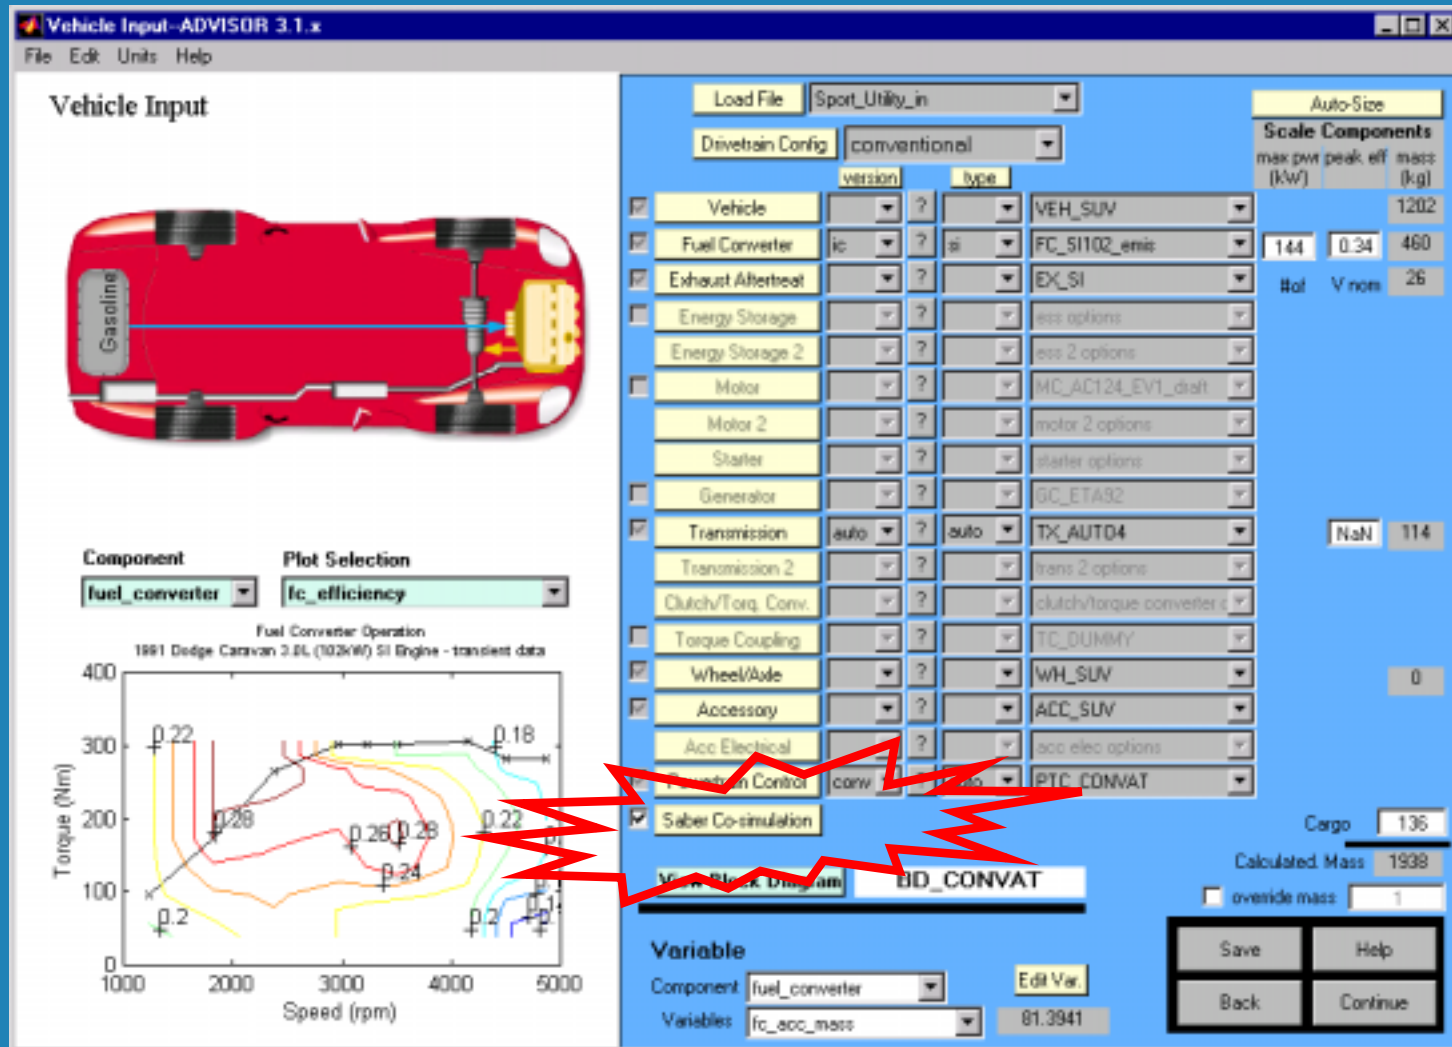 Vehicle Input--ADVISOR 3.1.x
File Edit Units Help
Vehicle Input
Gasoline
Component Plot Selection
fuel_converter fc_efficiency
Fuel Converter Operation
1991 Dodge Caravan 3.0L (102kW) SI Engine - transient data
Torque (Nm)
400
300
200
100
0
0.22 0.18
0.28 0.26 0.28 0.22
0.24
0.2 0.2
1000 2000 3000 4000 5000
Speed (rpm)
Load File Sport_Utility_in
Drivetrain Config conventional
Auto-Size
Scale Components
max pwr (kW) peak eff mass (kg)
version type
Vehicle ? VEH_SUV 1202
Fuel Converter ic ? si FC_SI102_emis 144 0.34 460
Exhaust Aftertreat ? EX_SI #of V nom 26
Energy Storage ? ess options
Energy Storage 2 ? ess 2 options
Motor ? MC_AC124_EV1_draft
Motor 2 ? motor 2 options
Starter ? starter options
Generator ? GC_ETA92
Transmission auto ? auto TX_AUTO4 NaN 114
Transmission 2 ? trans 2 options
Clutch/Torq. Conv. ? clutch/torque converter
Torque Coupling ? TC_DUMMY
Wheel/Axle ? WH_SUV 0
Accessory ? ACC_SUV
Acc Electrical ? acc elec options
Powertrain Control conv ? auto PTC_CONVAT
Saber Co-simulation
View Block Diagram BD_CONVAT
Cargo 136
Calculated. Mass 1938
override mass 1
Variable
Component fuel_converter Edit Var.
Variables fc_acc_mass 81.3941
Save Help
Back Continue